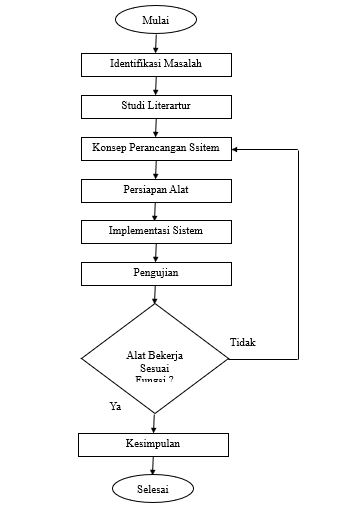 Mulai
Identifikasi Masalah
Studi Literartur
Konsep Perancangan Ssitem
Persiapan Alat
Implementasi Sistem
Pengujian
Tidak
Alat Bekerja
Sesuai
Fungsi ?
Ya
Kesimpulan
Selesai